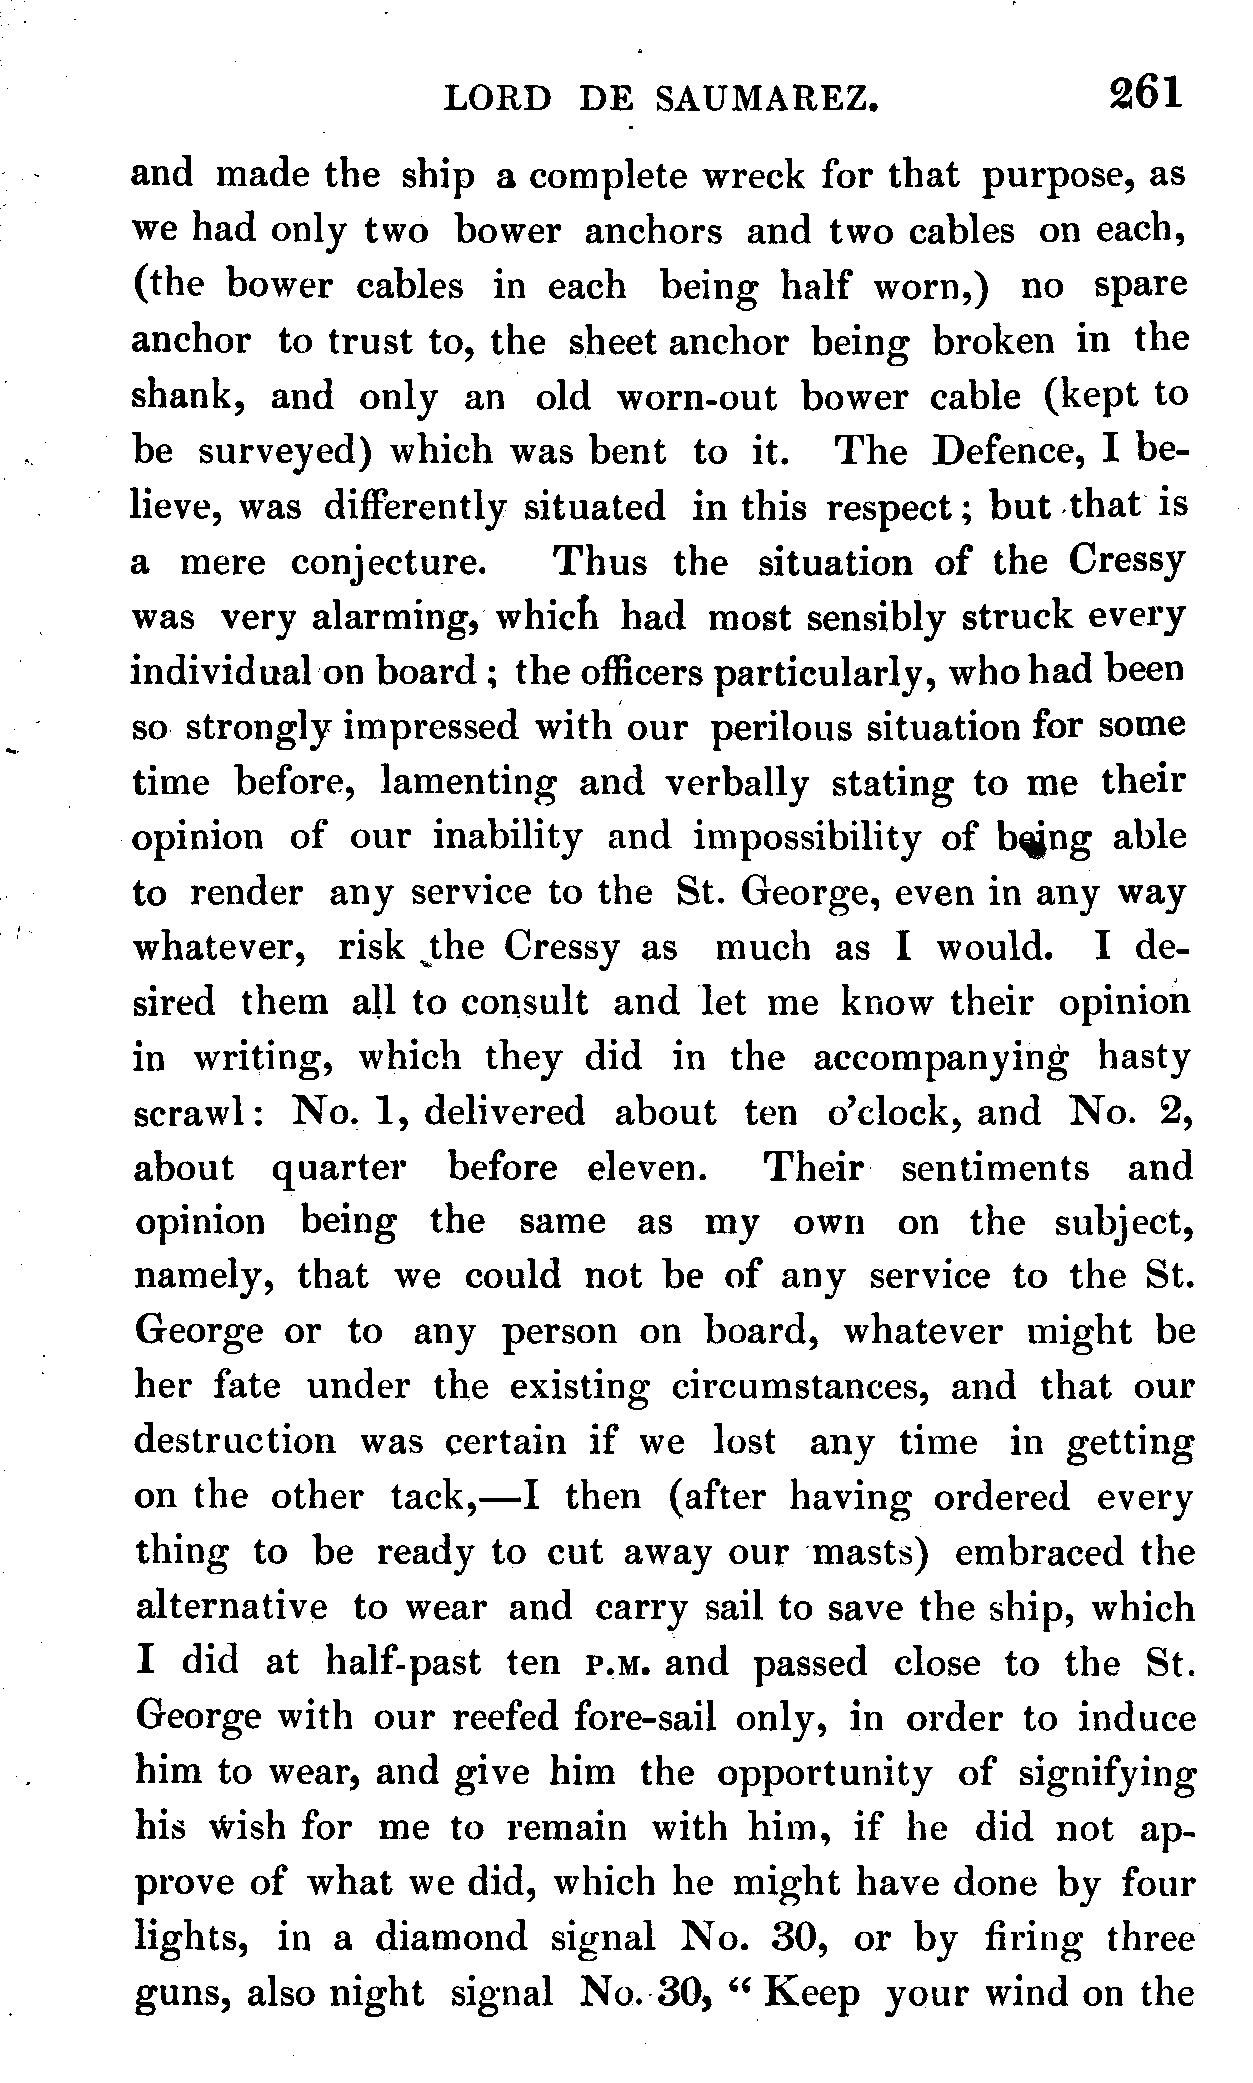 LORD DE SAUMAREZ. 261
and made the ship a complete wreck for that purpose, as
we had only two bower anchors and two cables on each,
(the bower cables in each being half worn,) no spare
anchor to trust to, the sheet anchor being broken in the
shank, and only an old worn-out bower cable (kept to
be surveyed) which was bent to it. The Defence, I be-
lieve, was differently situated in this respect; but that is
a mere conjecture. Thus the situation of the Cressy
was very alarming, which had most sensibly struck every
individual on board; the officers particularly, who had been
so strongly impressed with our perilous situation for some
time before, lamenting and verbally stating to me their
opinion of our inability and impossibility of being able
to render any service to the St. George, even in any way
whatever, risk the Cressy as much as I would. I de-
sired them all to consult and let me know their opinion
in writing, which they did in the accompanying hasty
scrawl: No. 1, delivered about ten o'clock, and No. 2,
about quarter before eleven. Their sentiments and
opinion being the same as my own on the subject,
namely, that we could not be of any service to the St.
George or to any person on board, whatever might be
her fate under the existing circumstances, and that our
destruction was certain if we lost any time in getting
on the other tack,—I then (after having ordered every
thing to be ready to cut away our masts) embraced the
alternative to wear and carry sail to save the ship, which
I did at half-past ten P.M. and passed close to the St.
George with our reefed fore-sail only, in order to induce
him to wear, and give him the opportunity of signifying
his wish for me to remain with him, if he did not ap-
prove of what we did, which he might have done by four
lights, in a diamond signal No. 30, or by firing three
guns, also night signal No. 30, “ Keep your wind on the